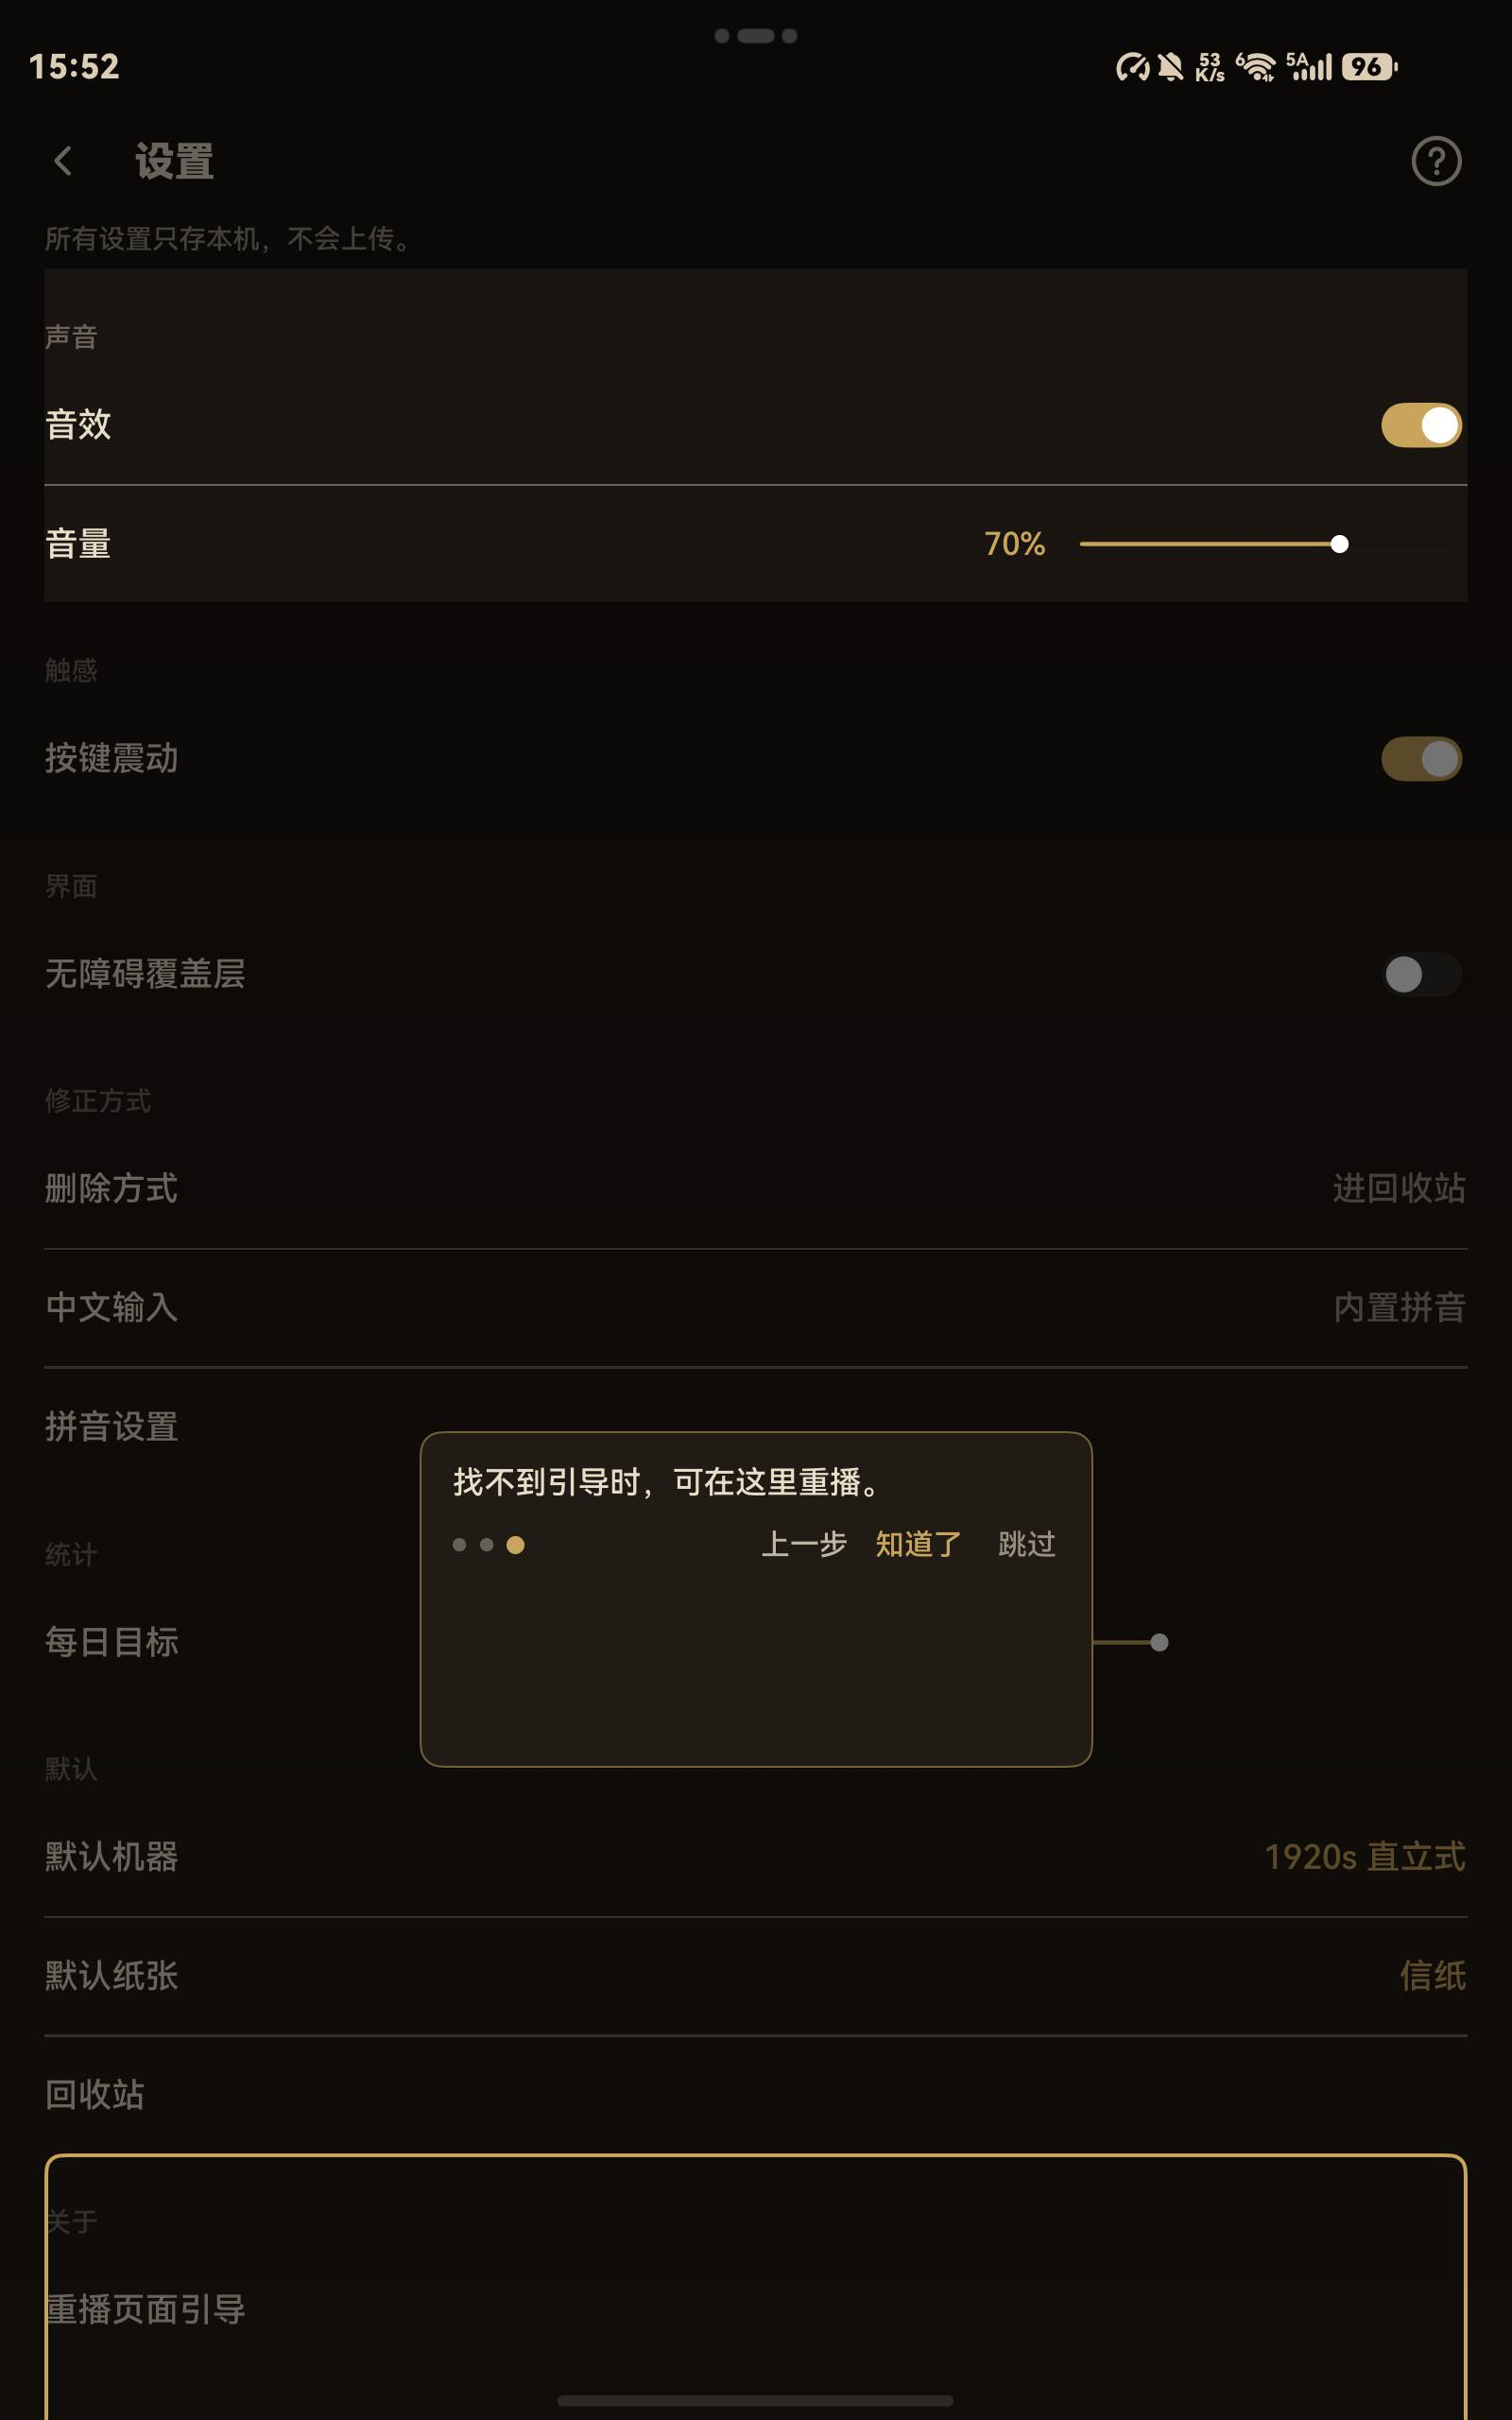 15:52
53
K/s
6
5A
96
设置
所有设置只存本机，不会上传。
声音
音效
音量 70%
触感
按键震动
界面
无障碍覆盖层
修正方式
删除方式 进回收站
中文输入 内置拼音
拼音设置
找不到引导时，可在这里重播。
上一步 知道了 跳过
统计
每日目标
默认
默认机器 1920s 直立式
默认纸张 信纸
回收站
关于
重播页面引导